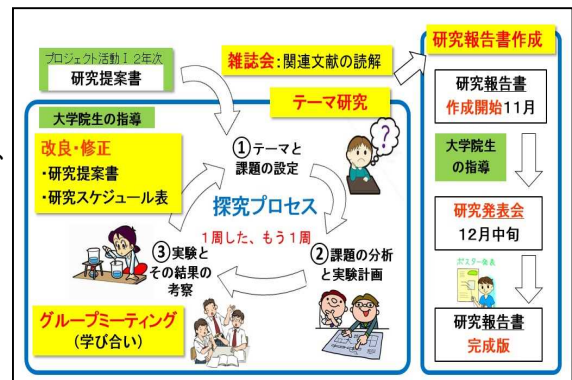 プロジェクト活動Ⅰ 2年次
研究提案書
雑誌会：関連文献の読解
研究報告書作成
テーマ研究
大学院生の指導
改良・修正
・研究提案書
・研究スケジュール表
①テーマと
課題の設定
?
探究プロセス
1周した、もう1周
②課題の分析
と実験計画
③実験と
その結果の
考察
グループミーティング
(学び合い)
研究報告書
作成開始11月
大学院生
の指導
研究発表会
12月中旬
ポスター発表
研究報告書
完成版